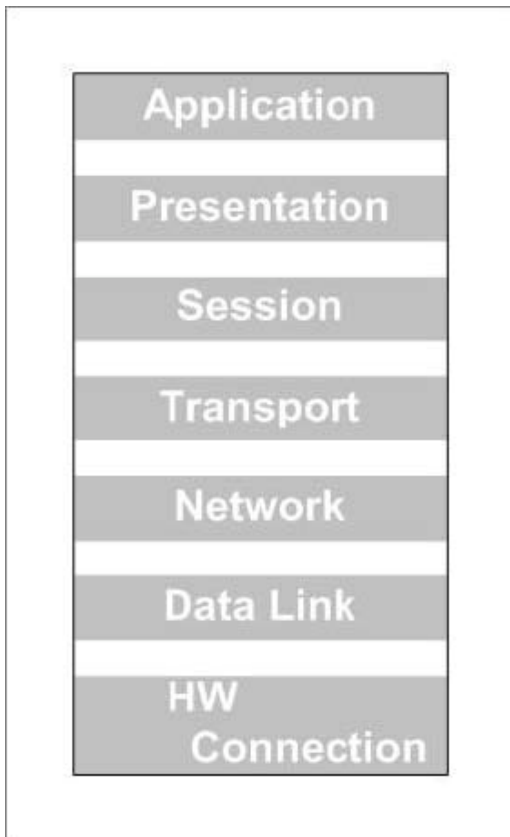 Application
Presentation
Session
Transport
Network
Data Link
HW
Connection